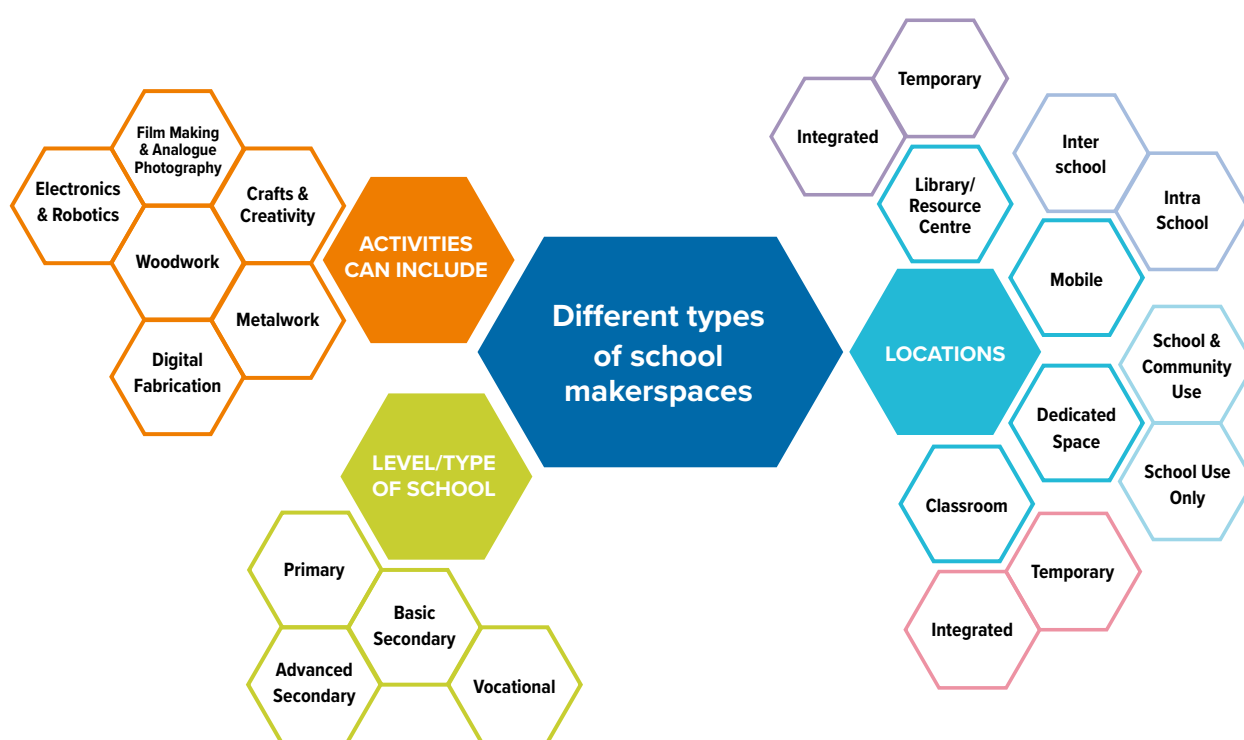 Different types
of school
makerspaces
ACTIVITIES
CAN INCLUDE
Film Making
& Analogue
Photography
Electronics
& Robotics
Crafts &
Creativity
Woodwork
Metalwork
Digital
Fabrication
LEVEL/TYPE
OF SCHOOL
Primary
Basic
Secondary
Advanced
Secondary
Vocational
LOCATIONS
Library/
Resource
Centre
Temporary
Integrated
Mobile
Inter
school
Intra
School
Dedicated
Space
School &
Community
Use
School Use
Only
Classroom
Temporary
Integrated